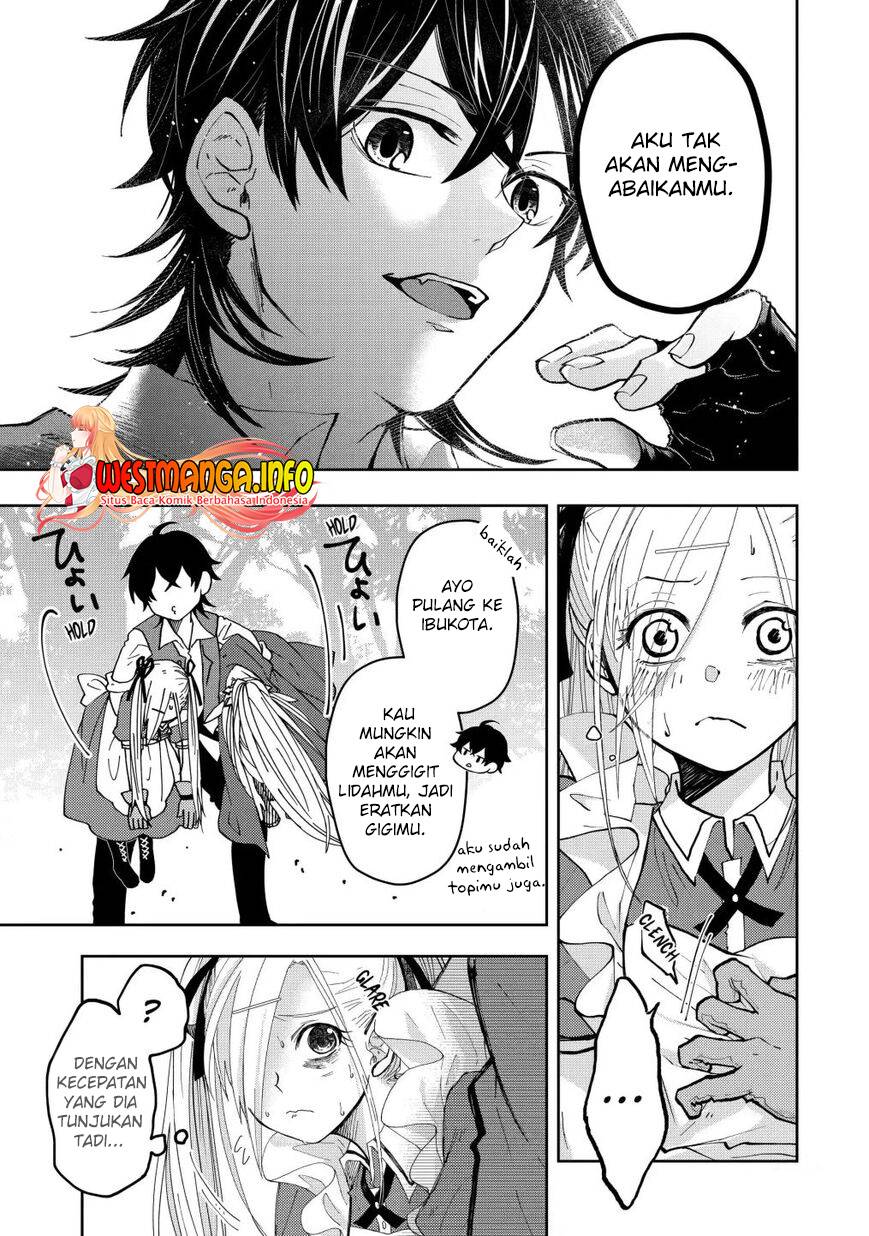 AKU TAK
AKAN MENG-
ABAIKANMU.
WESTMANGA.INFO
Situs Baca Komik Berbahasa Indonesia
CLENCH
...
baiklah
AYO
PULANG KE
IBUKOTA.
KAU
MUNGKIN
AKAN
MENGGIGIT
LIDAHMU, JADI
ERATKAN
GIGIMU.
aku sudah
mengambil
topimu juga.
HOLD
ひょい
ひょい
HOLD
GLARE
?
DENGAN
KECEPATAN
YANG DIA
TUNJUKAN
TADI...